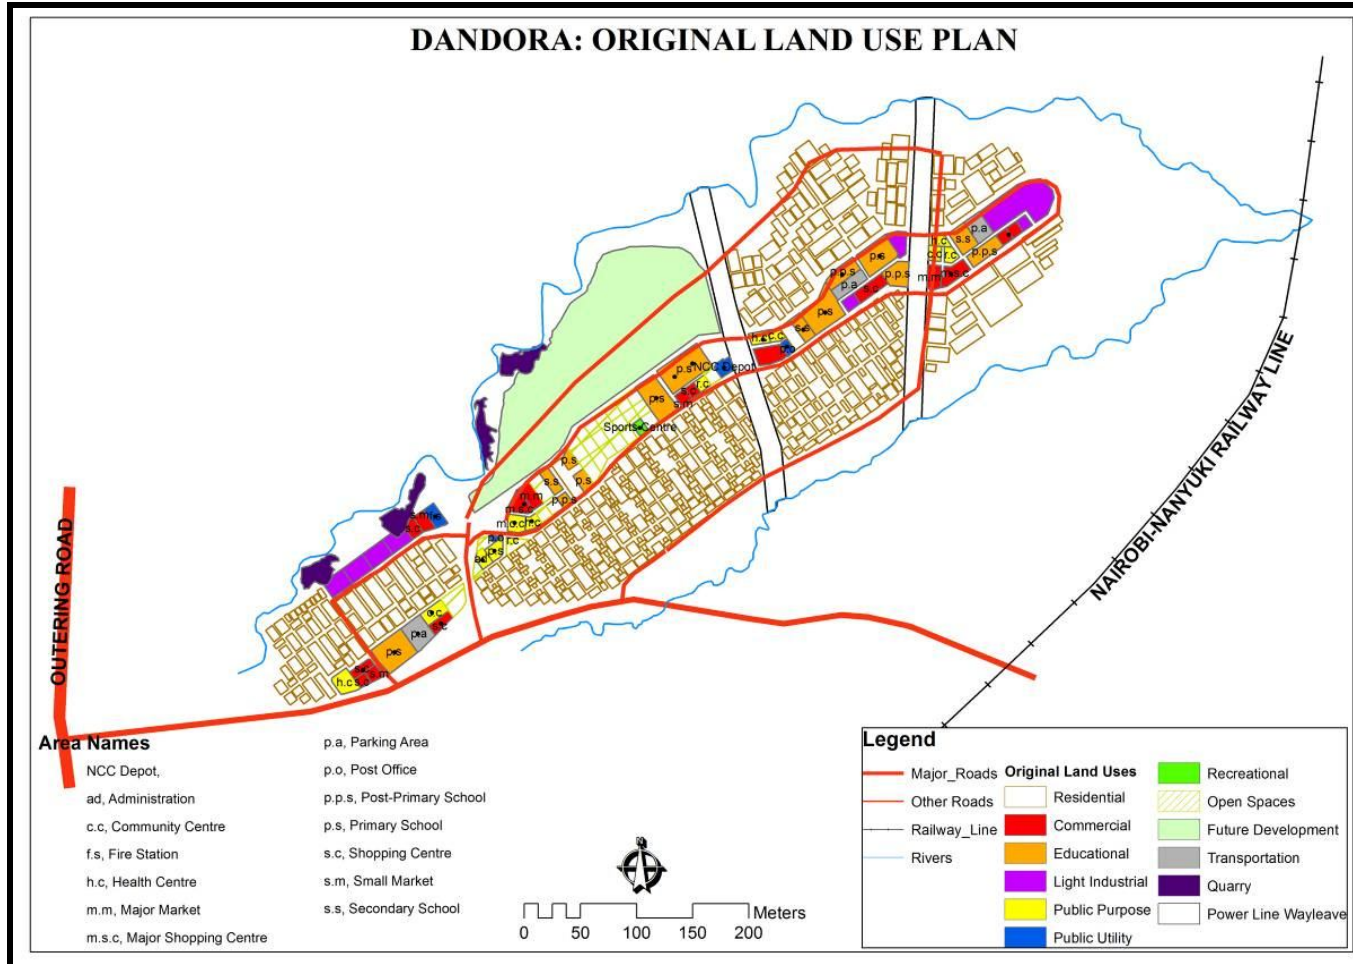 DANDORA: ORIGINAL LAND USE PLAN
p.a
s.s
h.c
c.c r.c
p.p.s
p.s
p.p.s
p.p.s
m.m m.s.c
p.a
s.c
p.s
s.s
h.c c.c
p.o
p.s NCC Depot
r.c
s.c
p.s
s.m
Sports Centre
p.s
s.s
p.s
m.m
p.p.s
m.s.c
m.c.c h.c
s.m f.s
s.c
p.o r.c
p.s
ad
c.c
s.c
p.a
p.s
s.c
s.m
h.c s.c
OUTERING ROAD
NAIROBI-NANYUKI RAILWAY LINE
Area Names
NCC Depot,
ad, Administration
c.c, Community Centre
f.s, Fire Station
h.c, Health Centre
m.m, Major Market
m.s.c, Major Shopping Centre
p.a, Parking Area
p.o, Post Office
p.p.s, Post-Primary School
p.s, Primary School
s.c, Shopping Centre
s.m, Small Market
s.s, Secondary School
Meters
0 50 100 150 200
Legend
Major_Roads
Other Roads
Railway_Line
Rivers
Original Land Uses
Residential
Commercial
Educational
Light Industrial
Public Purpose
Public Utility
Recreational
Open Spaces
Future Development
Transportation
Quarry
Power Line Wayleave